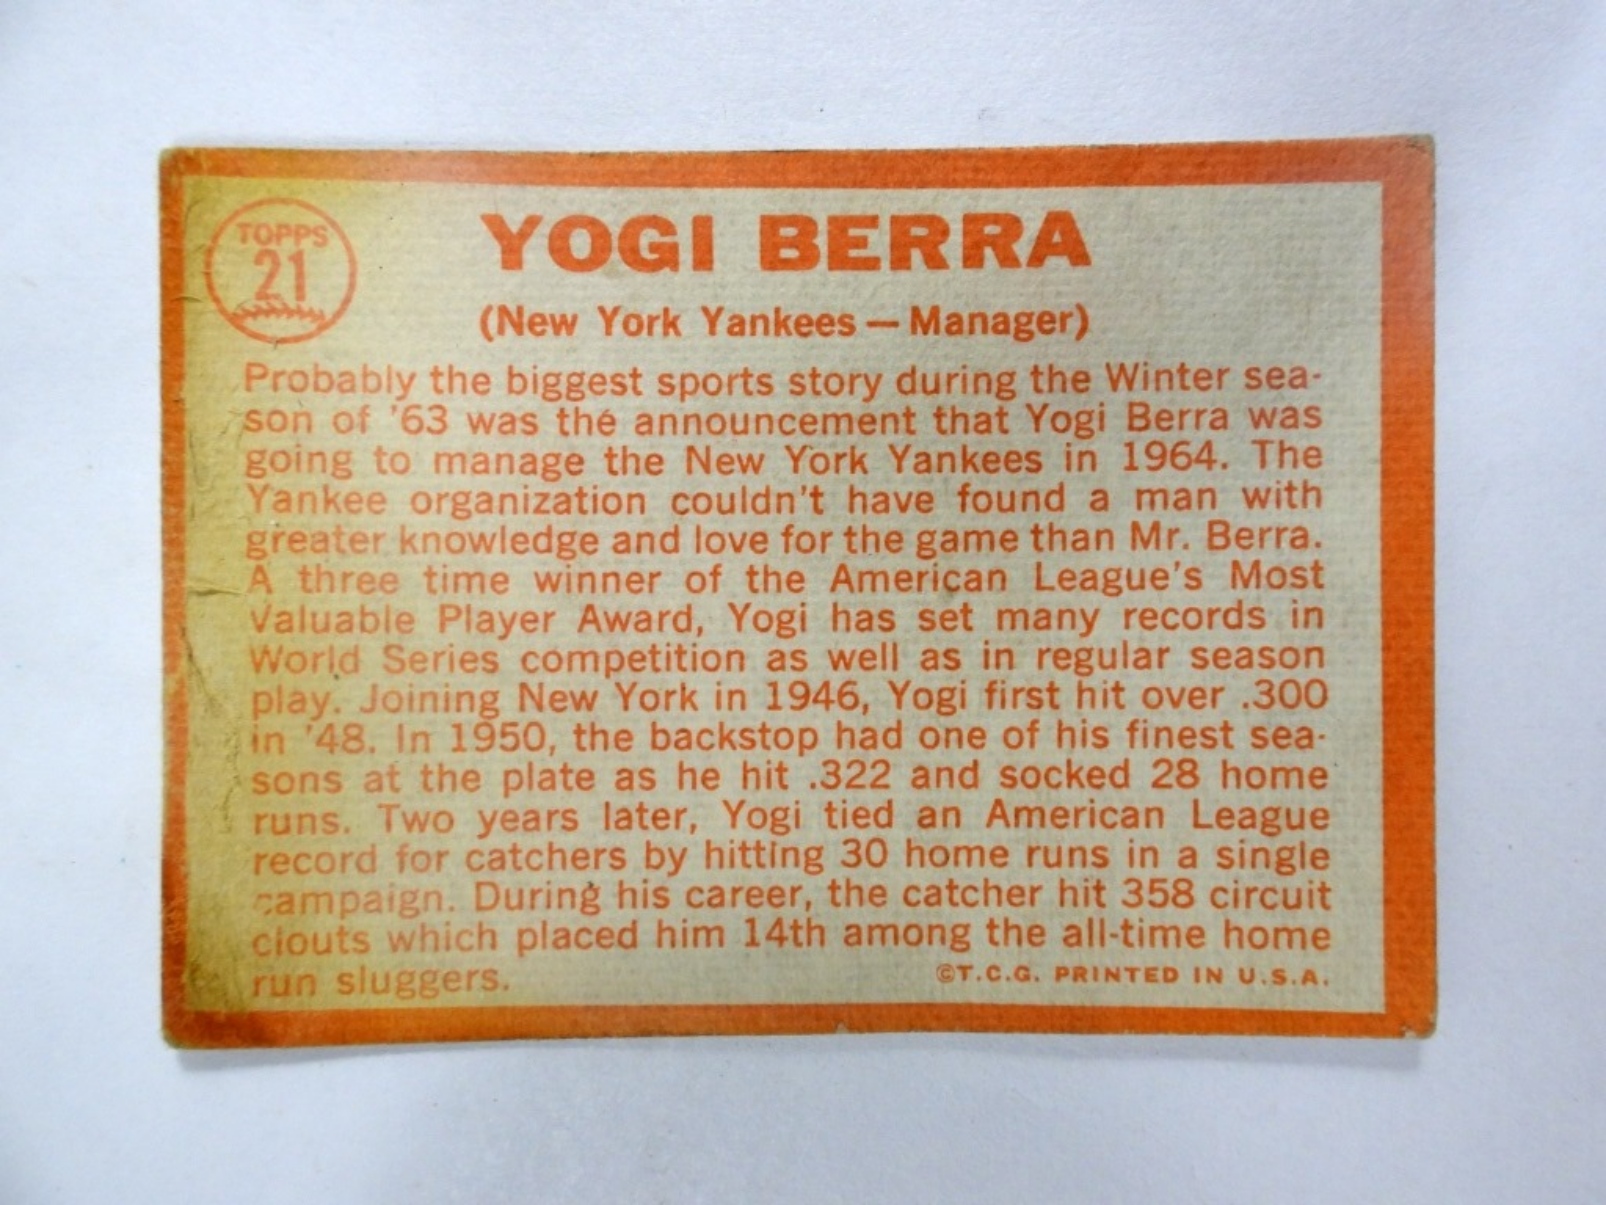 TOPPS
21
YOGI BERRA
(New York Yankees — Manager)
Probably the biggest sports story during the Winter sea-
son of '63 was the announcement that Yogi Berra was
going to manage the New York Yankees in 1964. The
Yankee organization couldn't have found a man with
greater knowledge and love for the game than Mr. Berra.
A three time winner of the American League's Most
Valuable Player Award, Yogi has set many records in
World Series competition as well as in regular season
play. Joining New York in 1946, Yogi first hit over .300
in '48. In 1950, the backstop had one of his finest sea-
sons at the plate as he hit .322 and socked 28 home
runs. Two years later, Yogi tied an American League
record for catchers by hitting 30 home runs in a single
campaign. During his career, the catcher hit 358 circuit
clouts which placed him 14th among the all-time home
run sluggers.
©T.C.G. PRINTED IN U.S.A.